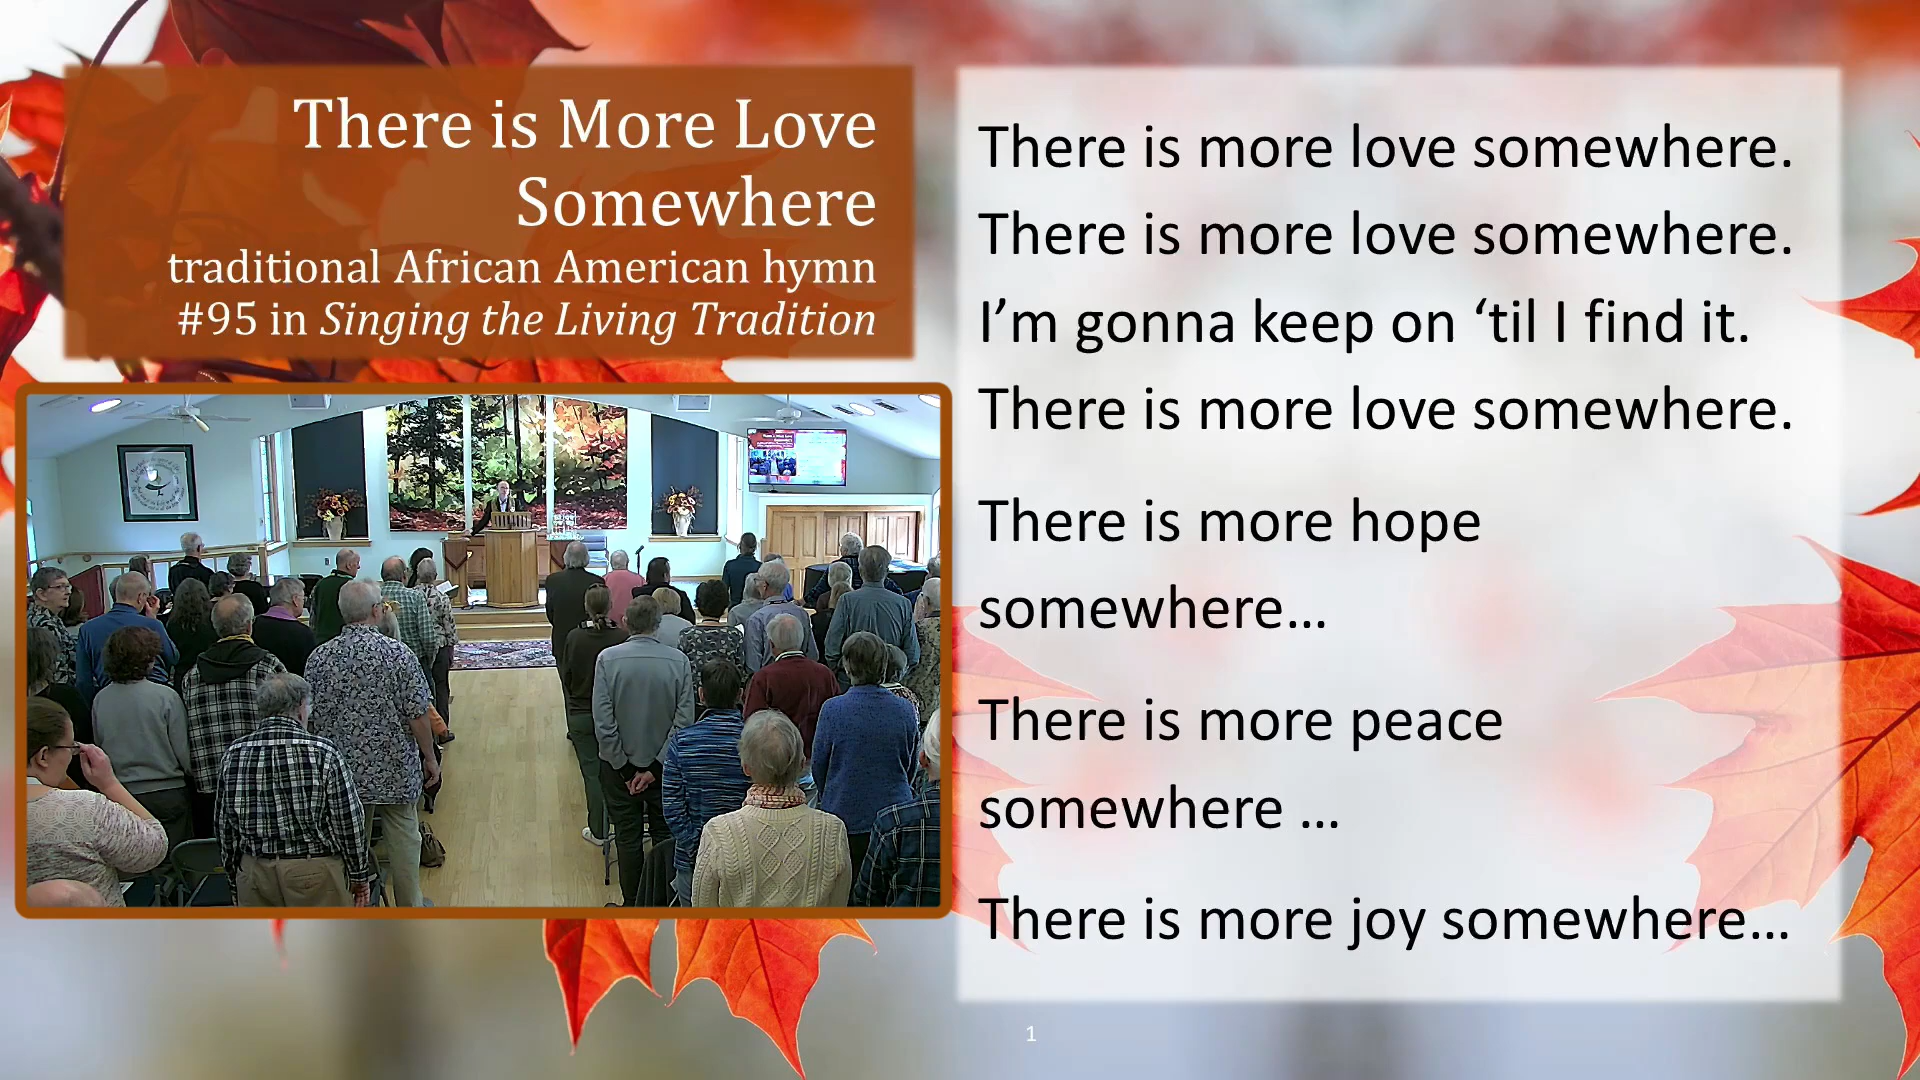 There is More Love
Somewhere
traditional African American hymn
#95 in Singing the Living Tradition
There is more love somewhere.
There is more love somewhere.
I’m gonna keep on ‘til I find it.
There is more love somewhere.
There is more hope
somewhere…
There is more peace
somewhere …
There is more joy somewhere…
1